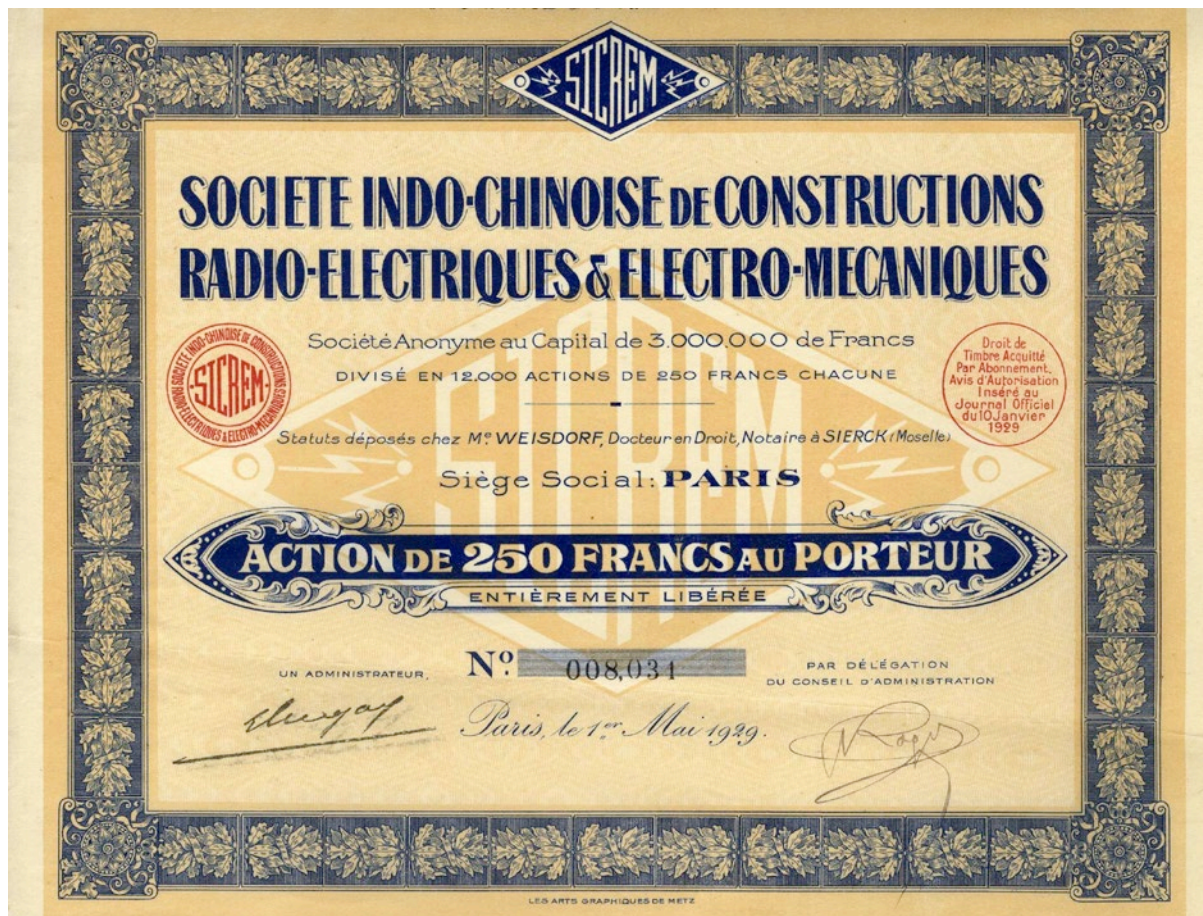 SICREM
SOCIETE INDO-CHINOISE DE CONSTRUCTIONS
RADIO-ELECTRIQUES & ELECTRO-MECANIQUES
Société Anonyme au Capital de 3.000.000 de Francs
DIVISÉ EN 12.000 ACTIONS DE 250 FRANCS CHACUNE
SOCIÉTÉ INDO-CHINOISE DE CONSTRUCTIONS
RADIO-ELECTRIQUES & ELECTRO-MECANIQUES
SICREM
Droit de
Timbre Acquitté
Par Abonnement.
Avis d'Autorisation
Inséré au
Journal Officiel
du 10 Janvier
1929
Statuts déposés chez Me. WEISDORF, Docteur en Droit, Notaire à SIERCK (Moselle)
Siège Social: PARIS
SICREM
ACTION DE 250 FRANCS AU PORTEUR
ENTIÈREMENT LIBÉRÉE
No. 008,034
UN ADMINISTRATEUR,
PAR DÉLÉGATION
DU CONSEIL D'ADMINISTRATION
Paris, le 1er Mai 1929.
LES ARTS GRAPHIQUES DE METZ